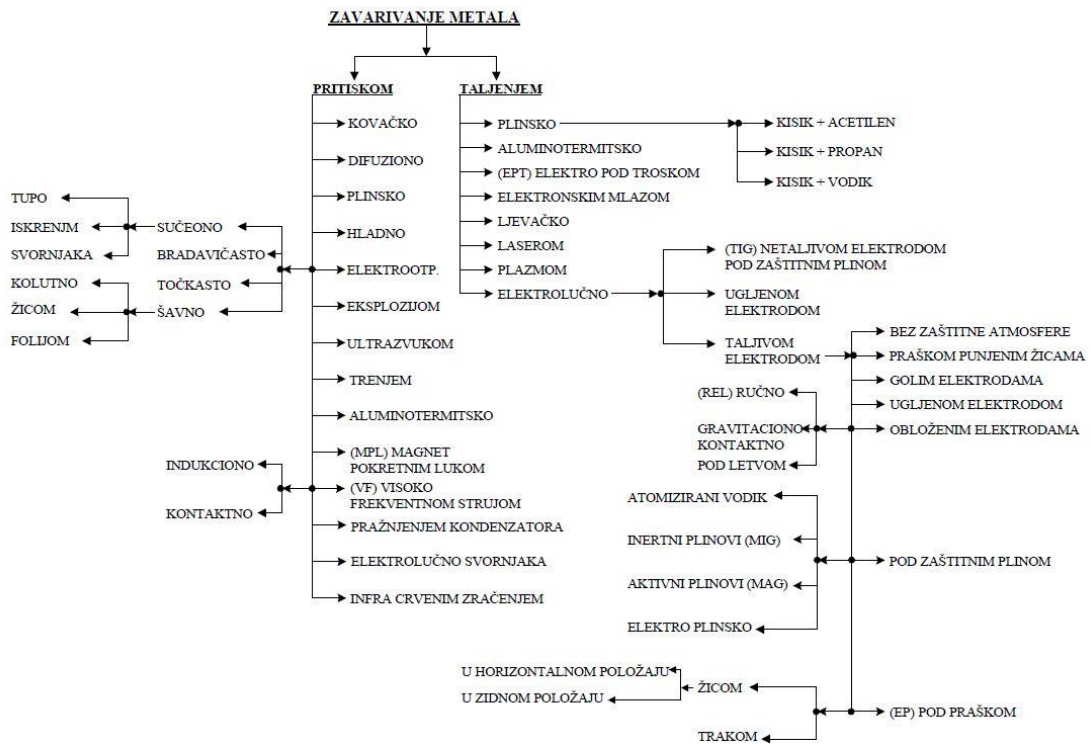 ZAVARIVANJE METALA
PRITISKOM
KOVAČKO
DIFUZIONO
PLINSKO
HLADNO
ELEKTROOTP.
EKSPLOZIJOM
ULTRAZVUKOM
TRENJEM
ALUMINOTERMITSKO
(MPL) MAGNET
POKRETNIM LUKOM
(VF) VISOKO
FREKVENTNOM STRUJOM
PRAŽNJENJEM KONDENZATORA
ELEKTROLUČNO SVORNJAKA
INFRA CRVENIM ZRAČENJEM
SUČEONO
BRADAVIČASTO
TOČKASTO
ŠAVNO
TUPO
ISKRENJM
SVORNJAKA
KOLUTNO
ŽICOM
FOLIJOM
INDUKCIONO
KONTAKTNO
TALJENJEM
PLINSKO
ALUMINOTERMITSKO
(EPT) ELEKTRO POD TROSKOM
ELEKTRONSKIM MLAZOM
LJEVAČKO
LASEROM
PLAZMOM
ELEKTROLUČNO
KISIK + ACETILEN
KISIK + PROPAN
KISIK + VODIK
(TIG) NETALJIVOM ELEKTRODOM
POD ZAŠTITNIM PLINOM
UGLJENOM
ELEKTRODOM
TALJIVOM
ELEKTRODOM
BEZ ZAŠTITNE ATMOSFERE
PRAŠKOM PUNJENIM ŽICAMA
GOLIM ELEKTRODAMA
UGLJENOM ELEKTRODOM
OBLOŽENIM ELEKTRODAMA
POD ZAŠTITNIM PLINOM
(EP) POD PRAŠKOM
(REL) RUČNO
GRAVITACIONO
KONTAKTNO
POD LETVOM
ATOMIZIRANI VODIK
INERTNI PLINOVI (MIG)
AKTIVNI PLINOVI (MAG)
ELEKTRO PLINSKO
ŽICOM
TRAKOM
U HORIZONTALNOM POLOŽAJU
U ZIDNOM POLOŽAJU